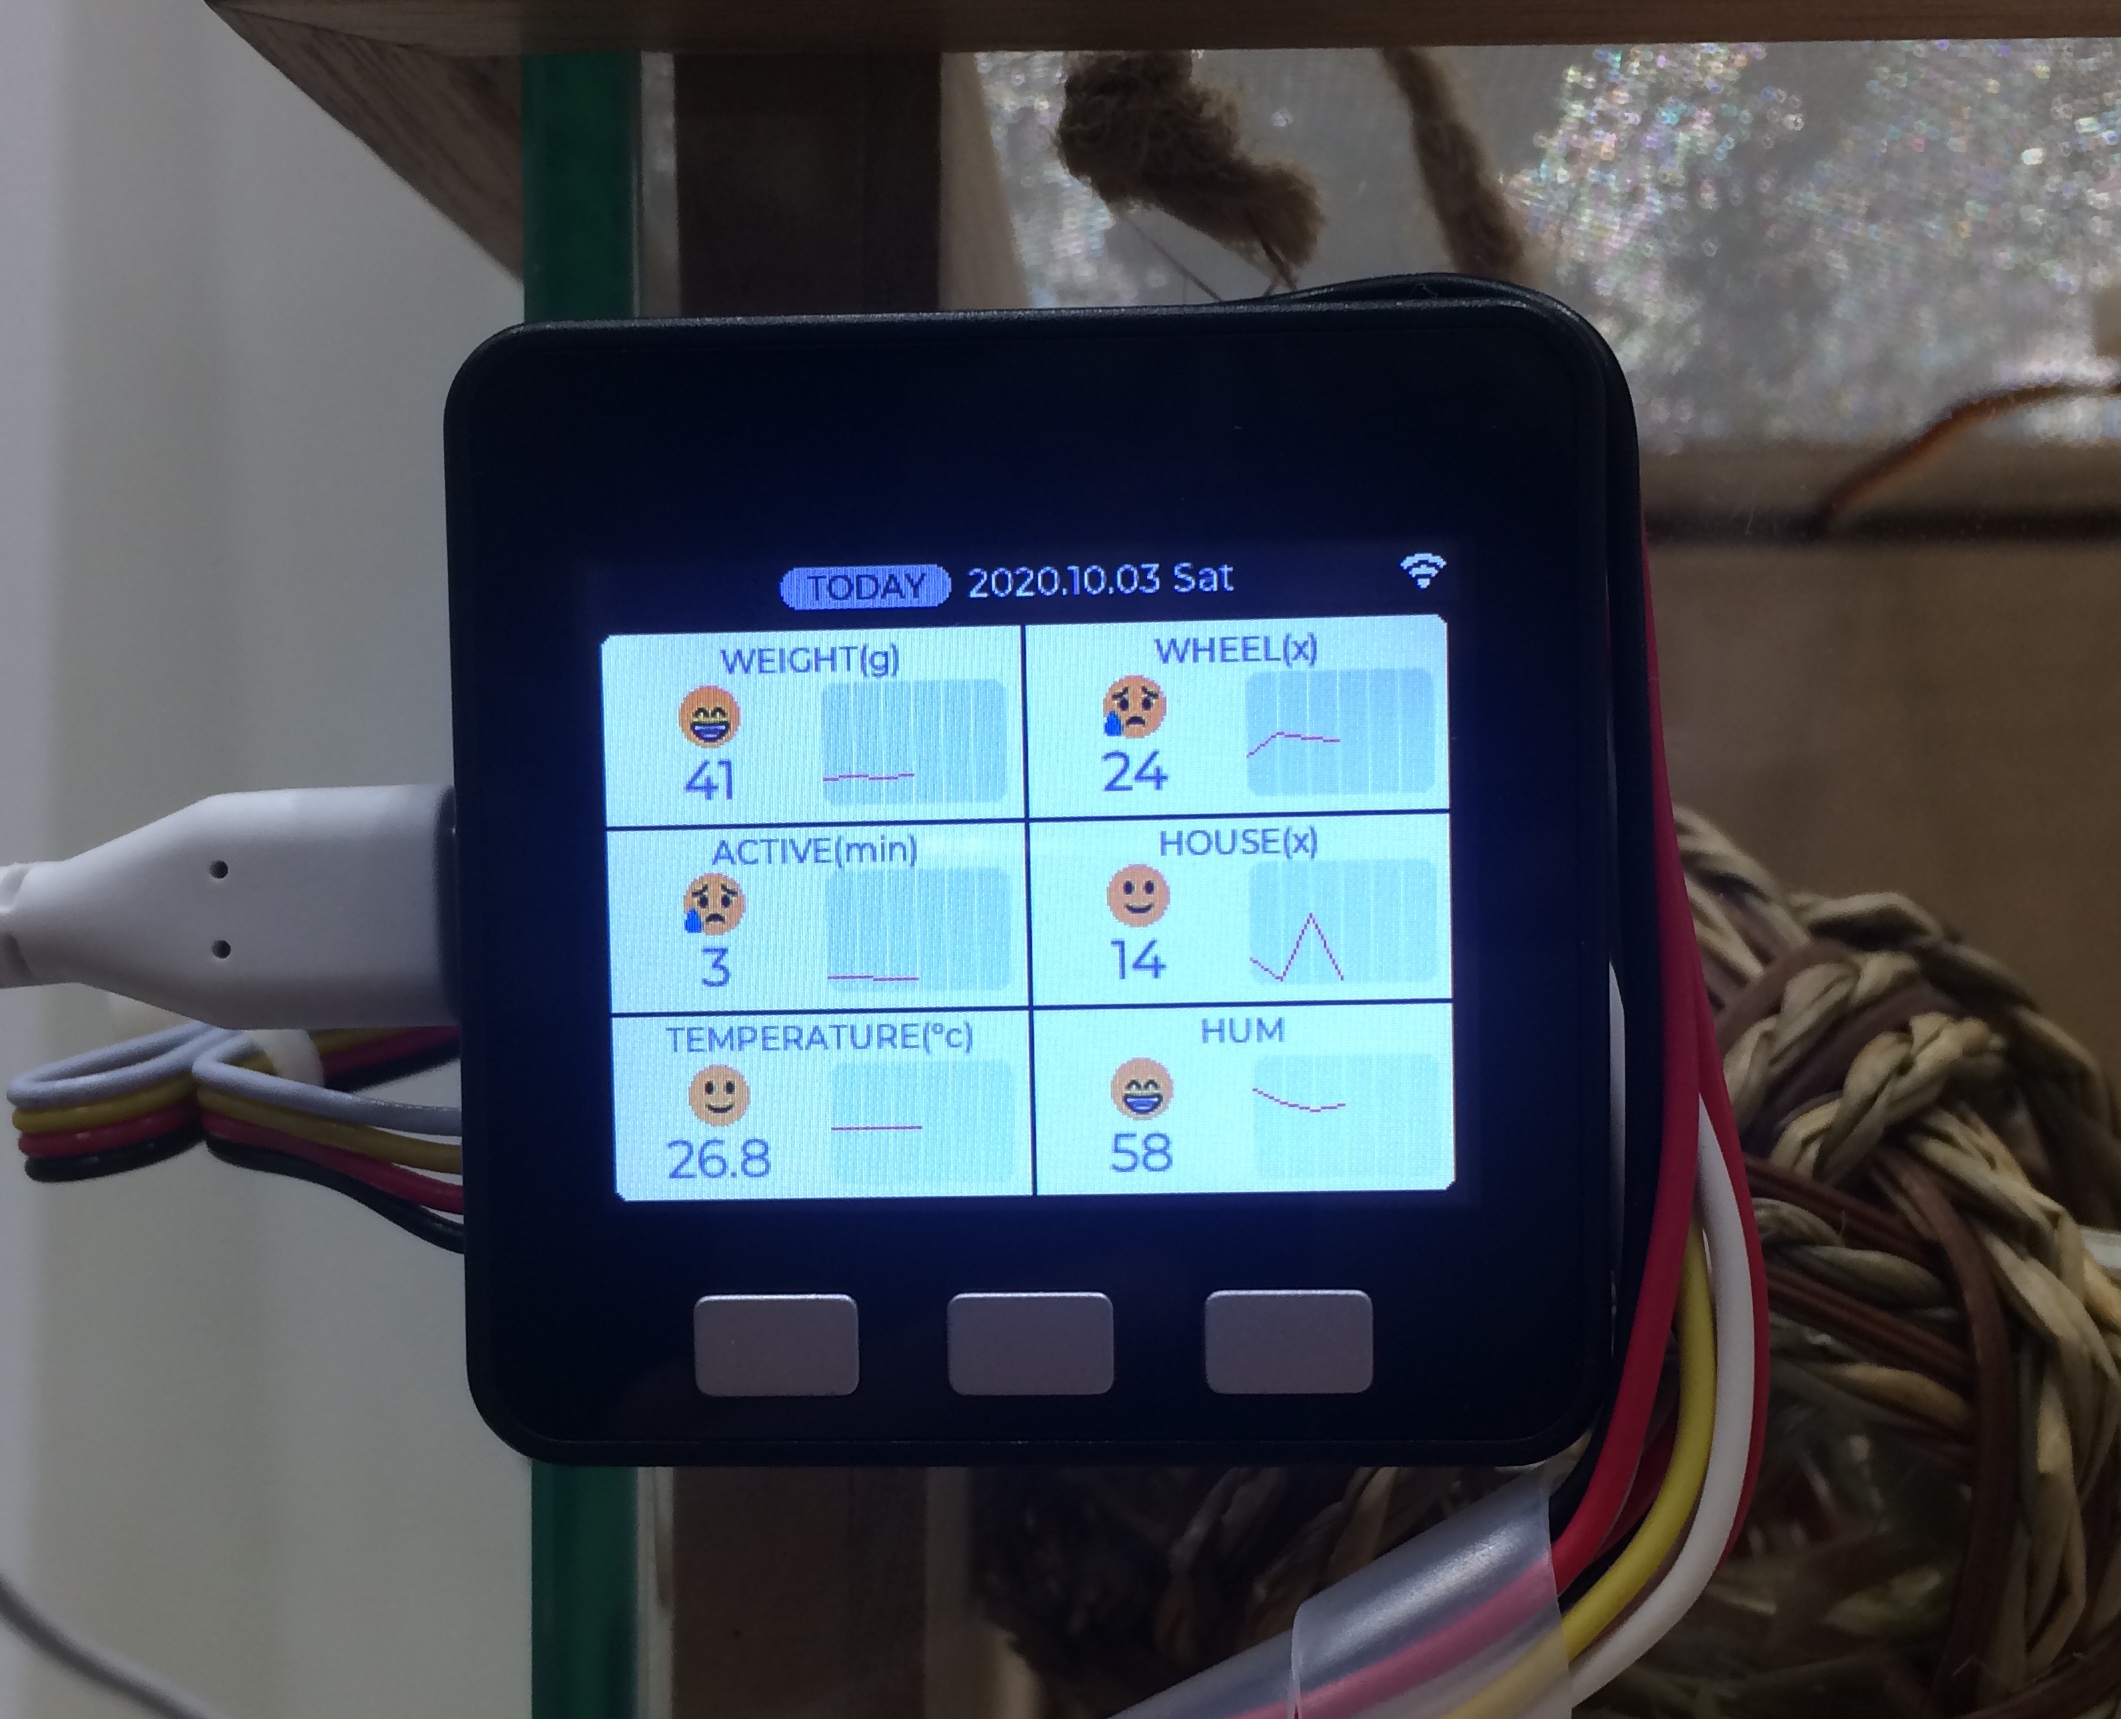 TODAY 2020.10.03 Sat
WEIGHT(g)
41
WHEEL(x)
24
ACTIVE(min)
3
HOUSE(x)
14
TEMPERATURE(°c)
26.8
HUM
58